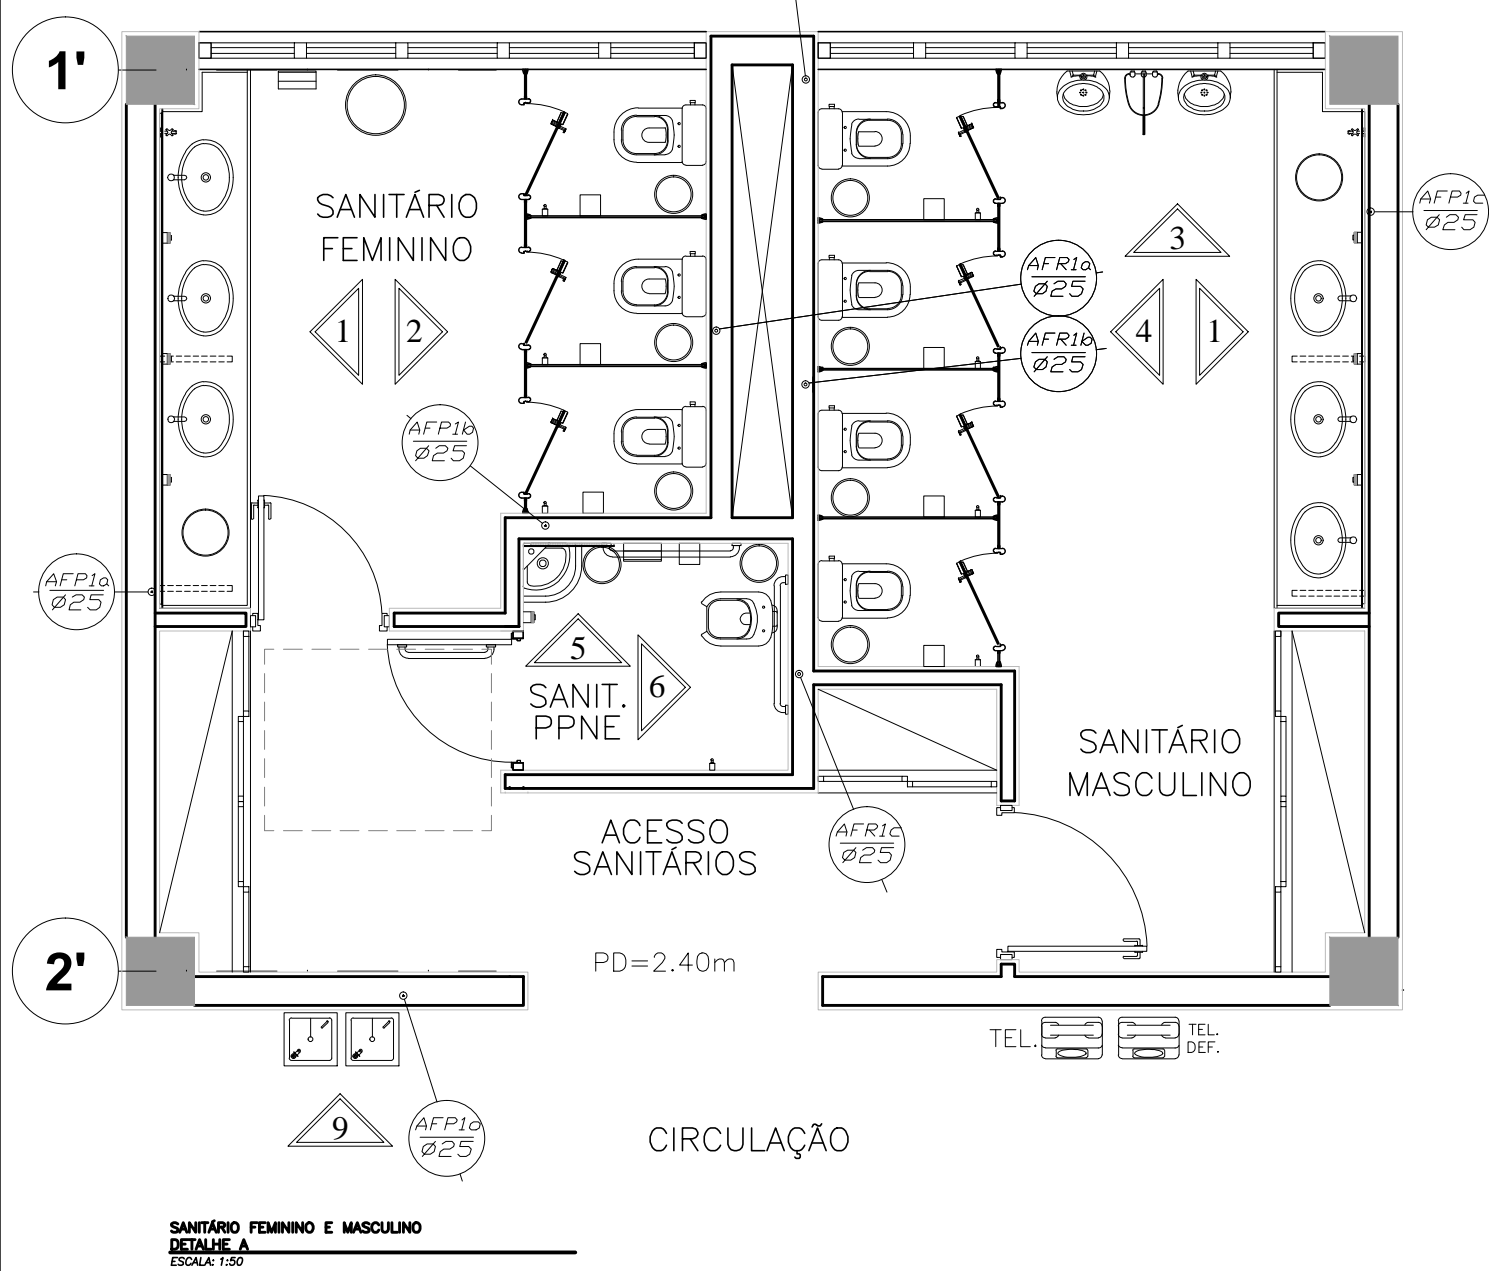 1'
SANITÁRIO
FEMININO
1
2
3
4
1
AFP1c
Ø25
AFR1a
Ø25
AFR1b
Ø25
AFP1b
Ø25
AFP1a
Ø25
5
6
SANIT.
PPNE
SANITÁRIO
MASCULINO
ACESSO
SANITÁRIOS
AFR1c
Ø25
2'
PD=2.40m
TEL.
TEL.
DEF.
9
Ø25
CIRCULAÇÃO
SANITÁRIO FEMININO E MASCULINO
DETALHE A
ESCALA: 1:50